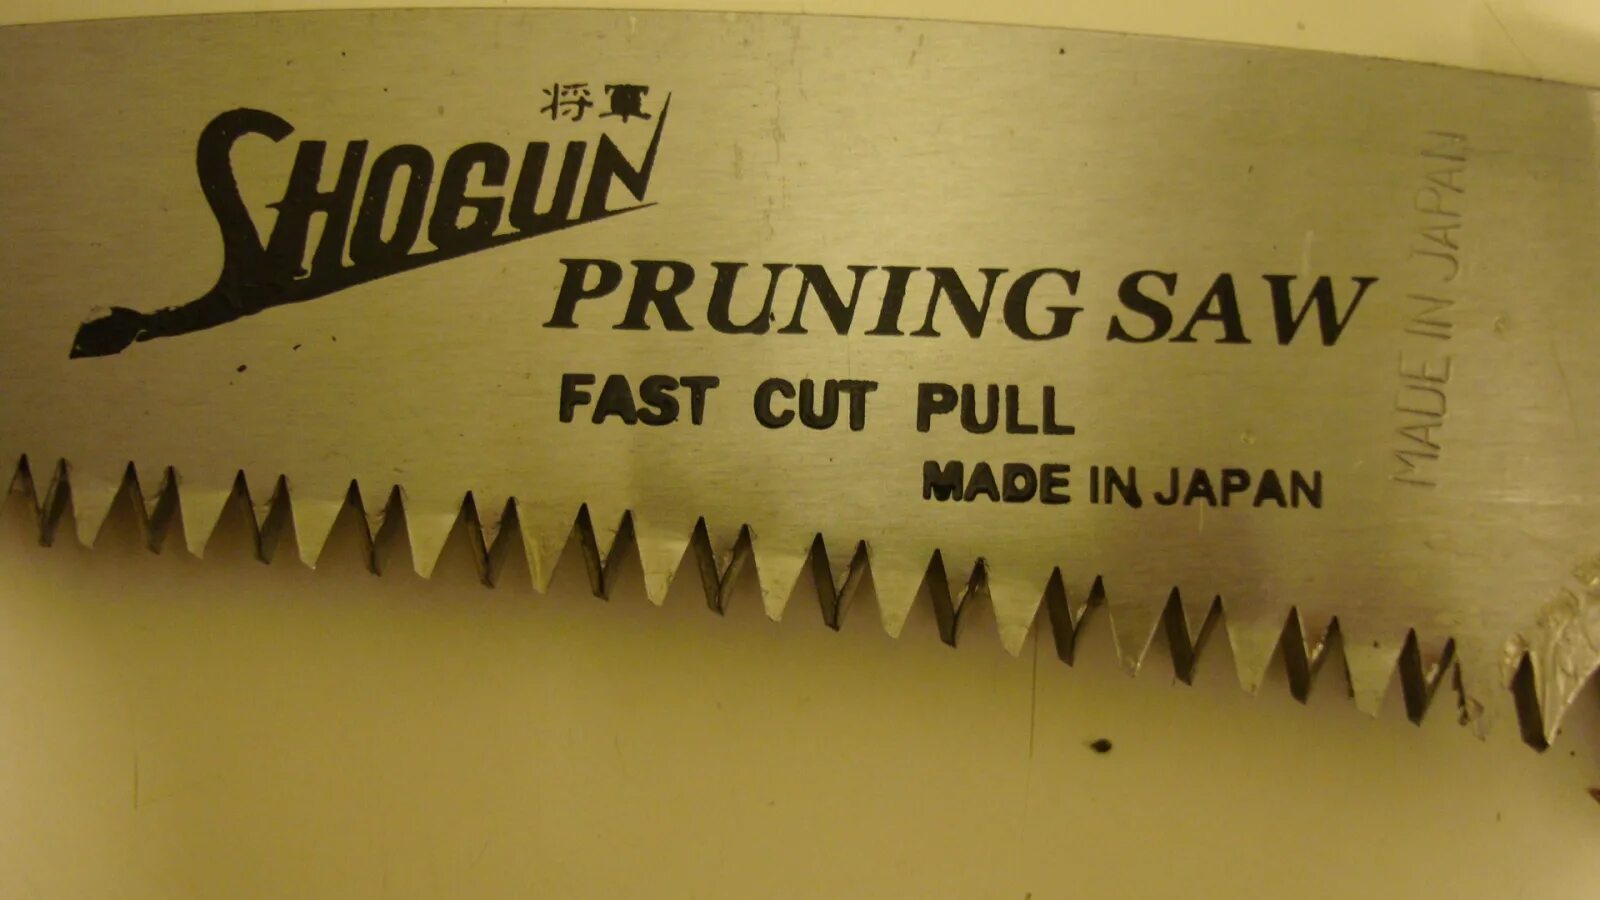 将軍
SHOGUN
PRUNING SAW
FAST CUT PULL
MADE IN JAPAN
MADE IN JAPAN